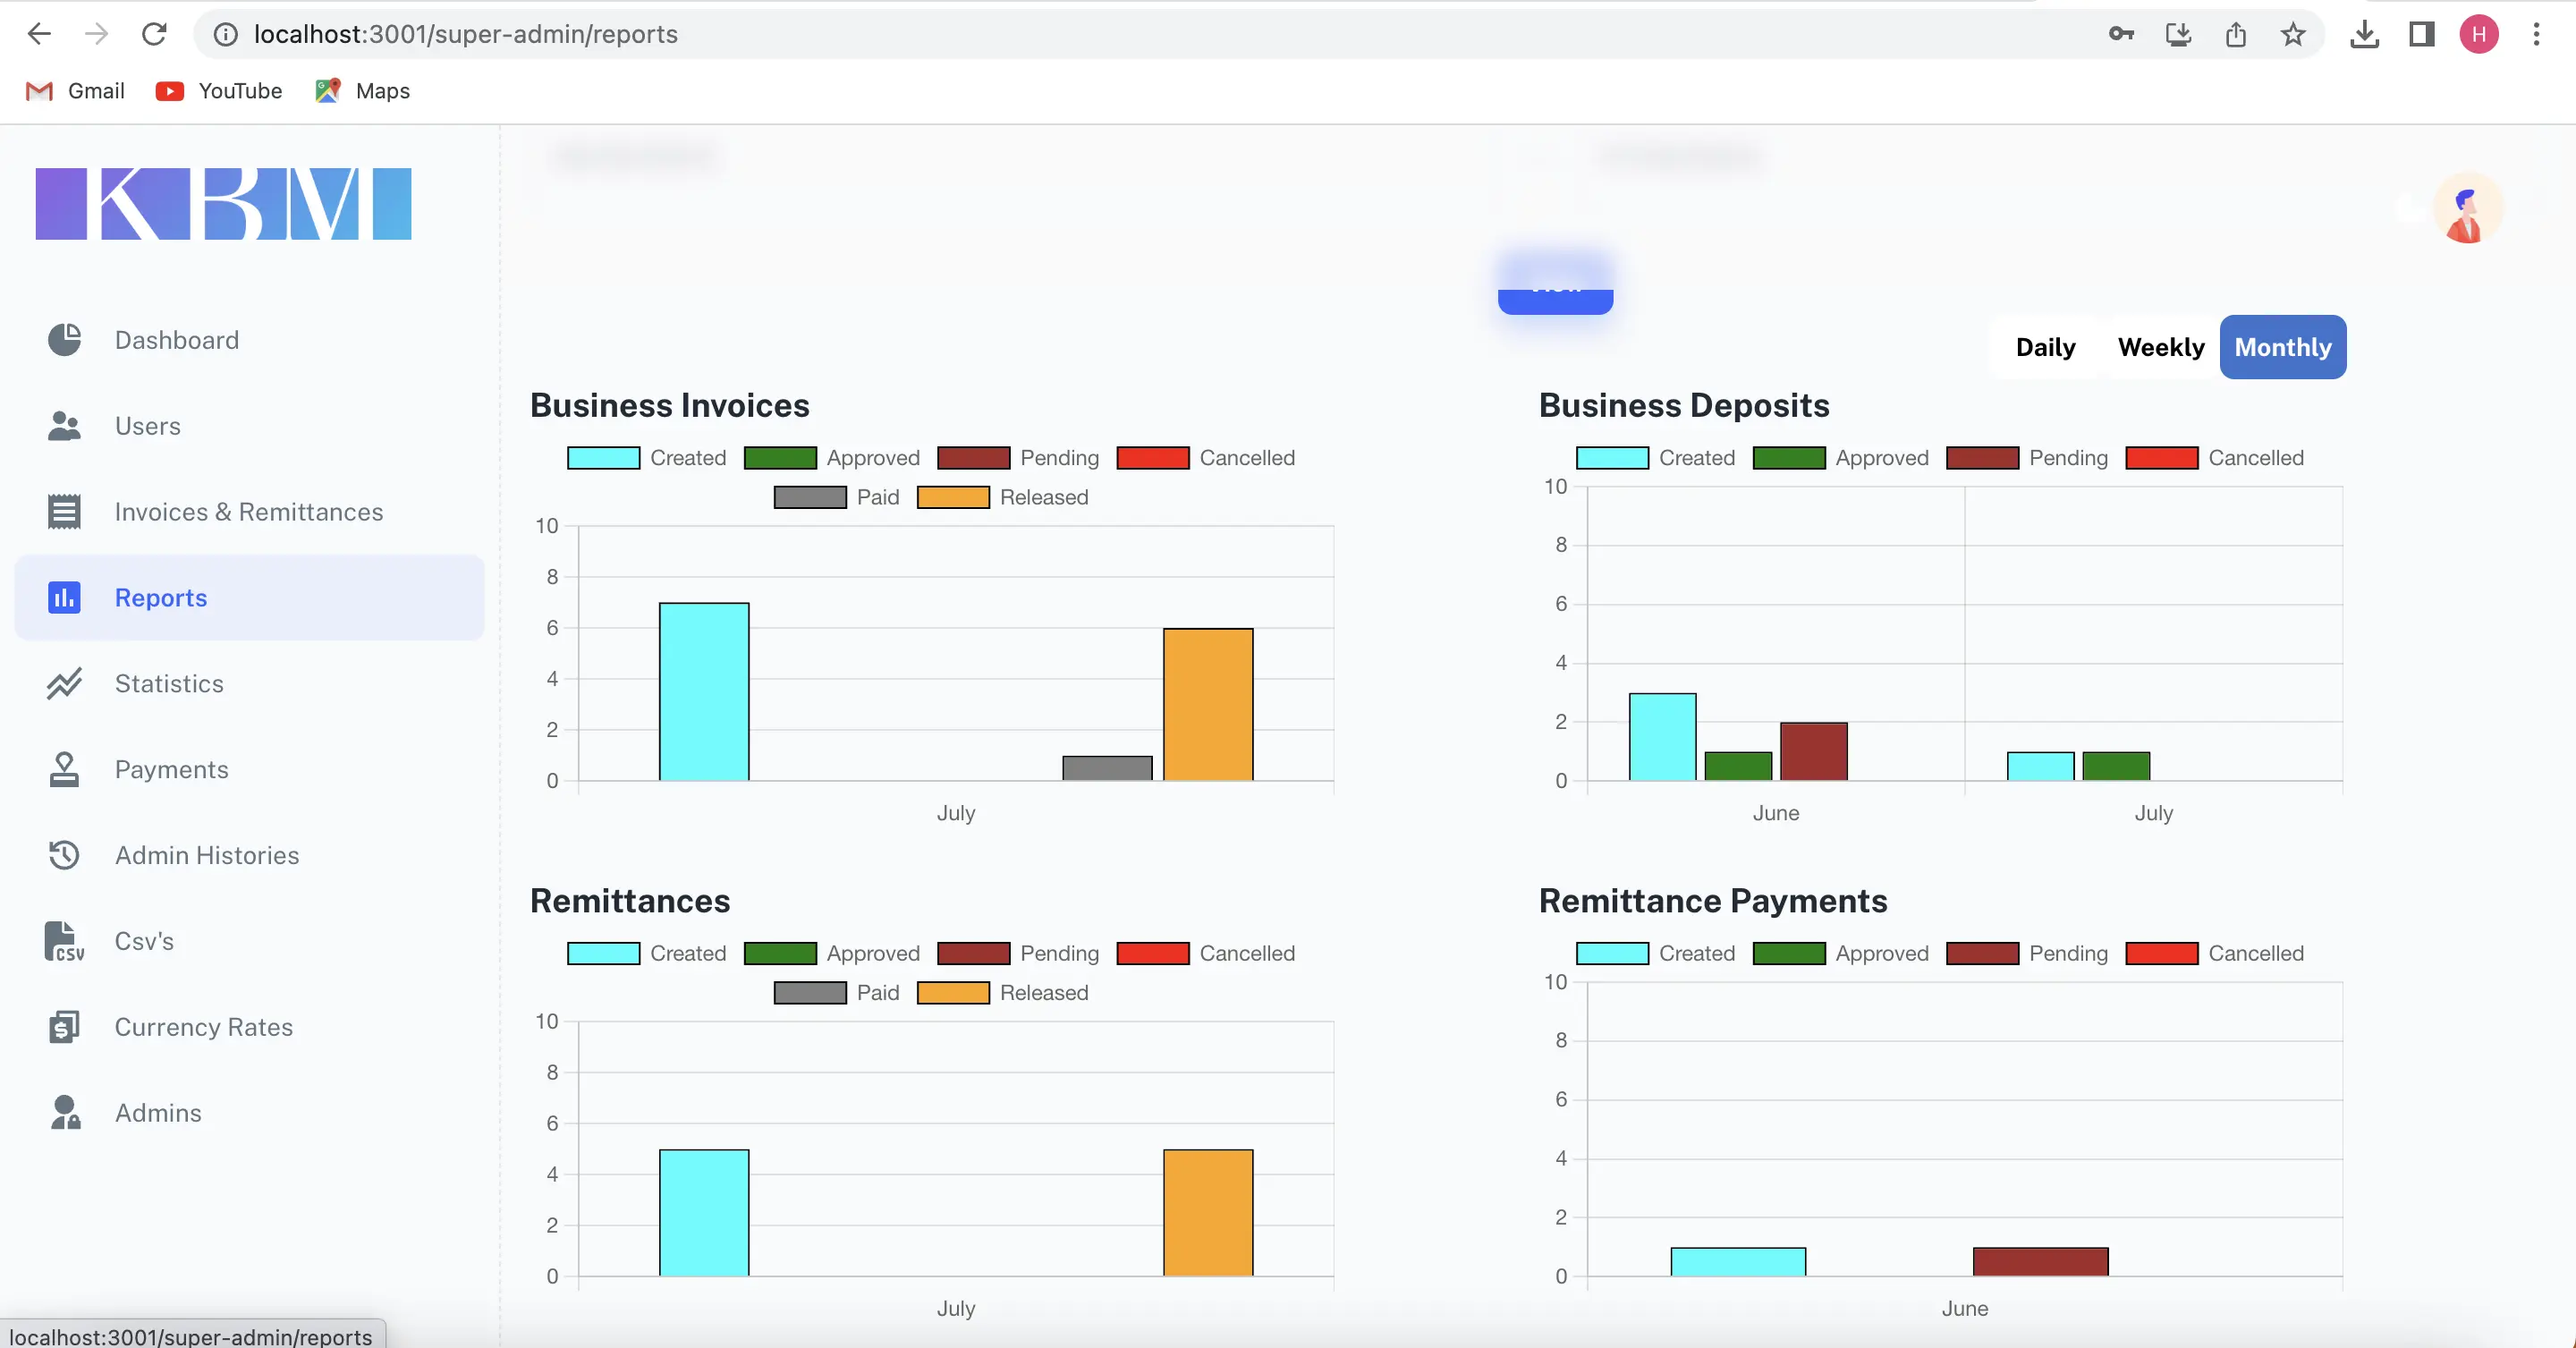 localhost:3001/super-admin/reports
H
Gmail YouTube Maps
KBM
Dashboard
Users
Invoices & Remittances
Reports
Statistics
Payments
Admin Histories
CSV Csv's
Currency Rates
Admins
Daily Weekly Monthly
Business Invoices
Created Approved Pending Cancelled
Paid Released
10
8
6
4
2
0
July
Business Deposits
Created Approved Pending Cancelled
10
8
6
4
2
0
June July
Remittances
Created Approved Pending Cancelled
Paid Released
10
8
6
4
2
0
July
Remittance Payments
Created Approved Pending Cancelled
10
8
6
4
2
0
June
localhost:3001/super-admin/reports